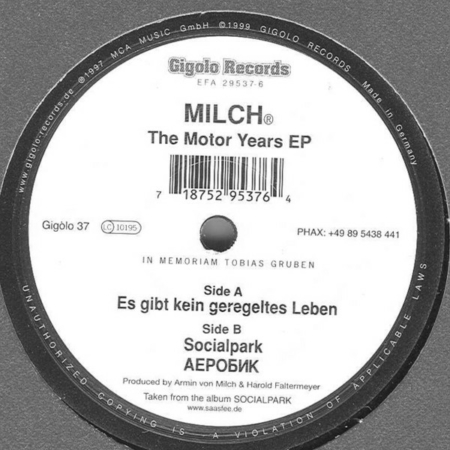 www.gigolo-records.de ℗1997 MCA MUSIC GmbH ©1999 GIGOLO RECORDS Made in Germany
Gigolo Records
EFA 29537-6
MILCH®
The Motor Years EP
7 18752 95376 4
Gigòlo 37
LC 10195
PHAX: +49 89 5438 441
IN MEMORIAM TOBIAS GRUBEN
Side A
Es gibt kein geregeltes Leben
Side B
Socialpark
АЕРОБИК
Produced by Armin von Milch & Harold Faltermeyer
Taken from the album SOCIALPARK
www.saasfee.de
UNAUTHORIZED COPYING IS A VIOLATION OF APPLICABLE LAWS